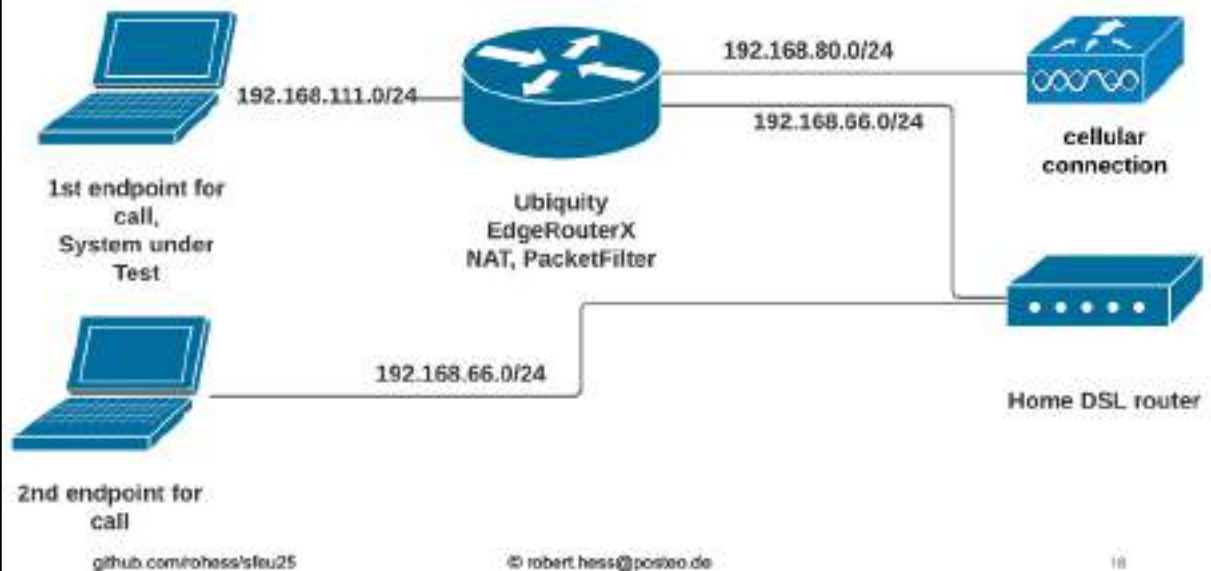 192.168.80.0/24
192.168.111.0/24
192.168.66.0/24
cellular
connection
1st endpoint for
call,
System under
Test
Ubiquity
EdgeRouterX
NAT, PacketFilter
192.168.66.0/24
Home DSL router
2nd endpoint for
call
github.com/rohess/sfeu25
© robert.hess@posteo.de
18